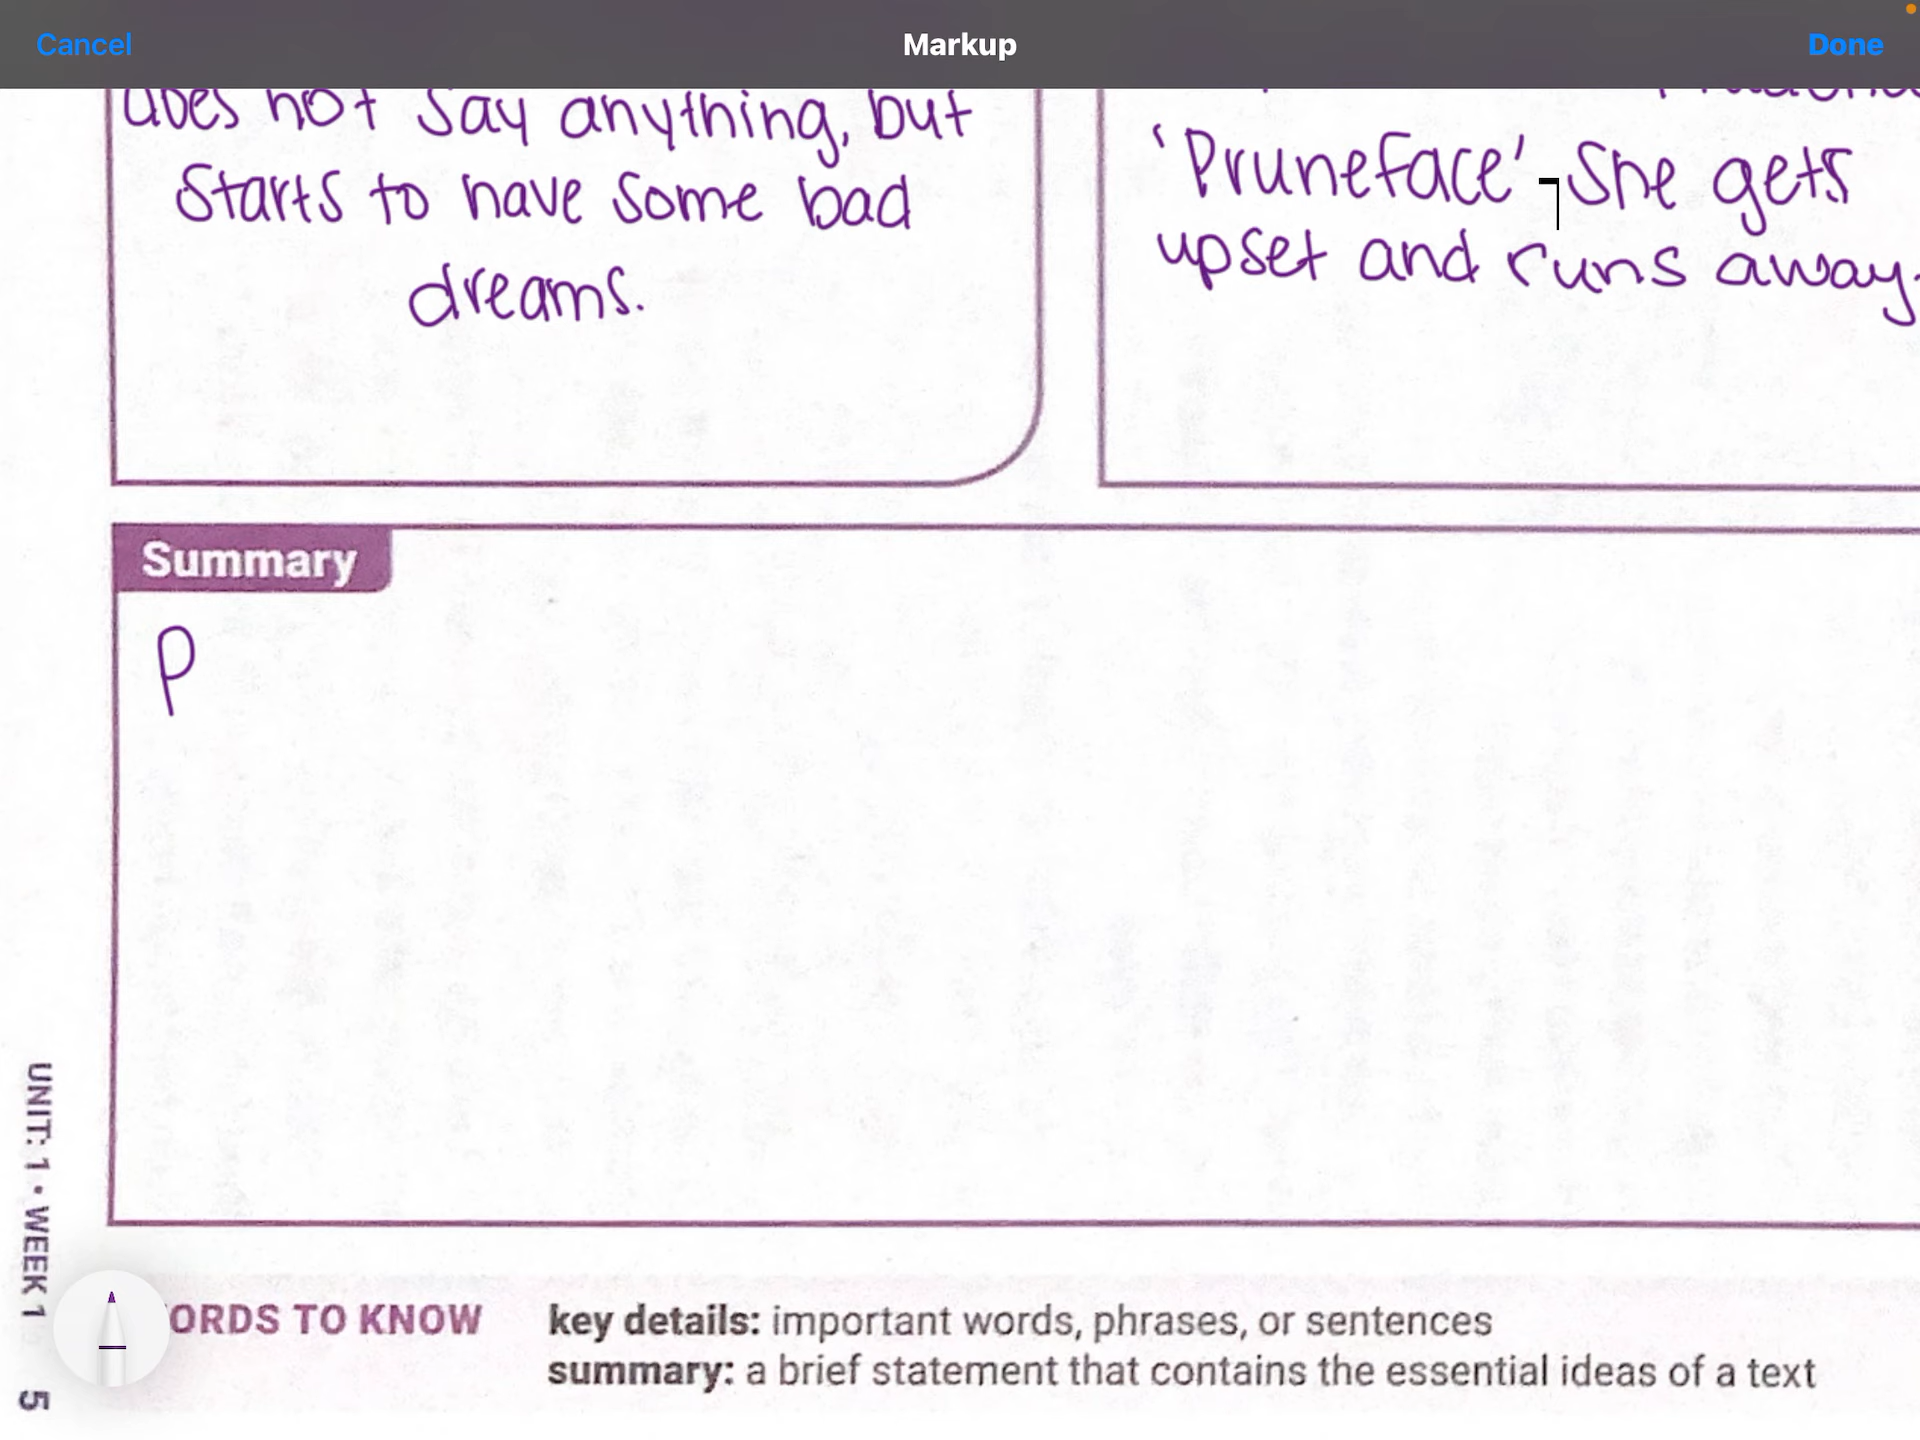 Cancel
Markup
Done
does not say anything, but
starts to have some bad
dreams.
'Pruneface' She gets
upset and runs away.
Summary
P
UNIT: 1 • WEEK 1 5
ORDS TO KNOW
key details: important words, phrases, or sentences
summary: a brief statement that contains the essential ideas of a text